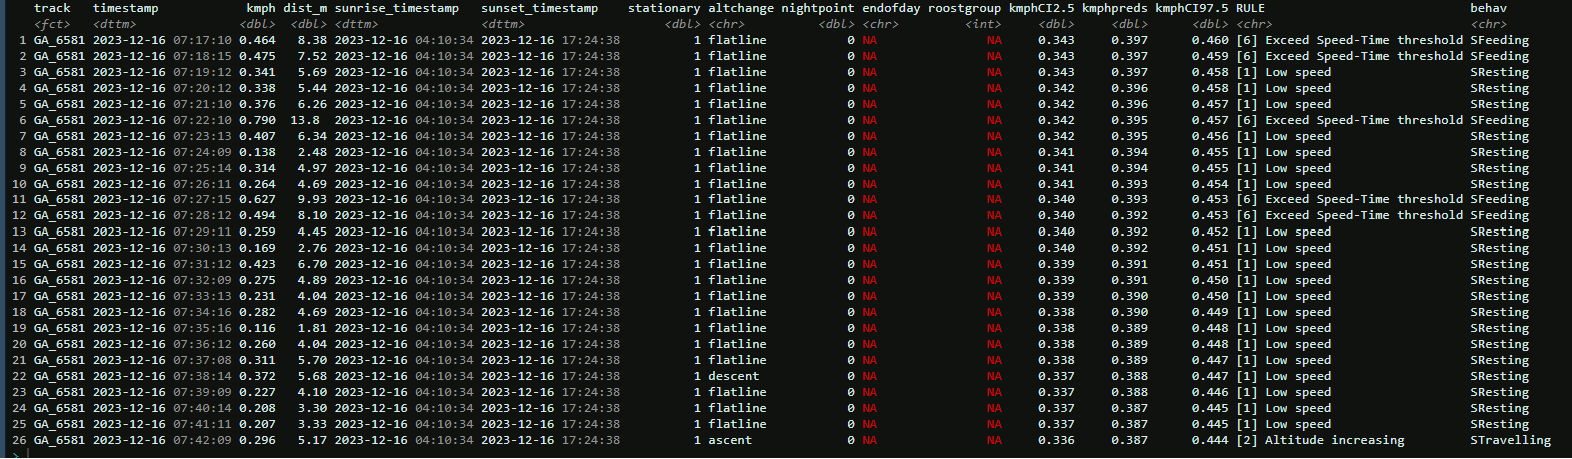 track timestamp kmph dist_m sunrise_timestamp sunset_timestamp stationary altchange nightpoint endofday roostgroup kmphCI2.5 kmphpreds kmphCI97.5 RULE behav
<fct> <dttm> <dbl> <dbl> <dttm> <dttm> <dbl> <chr> <dbl> <chr> <int> <dbl> <dbl> <dbl> <chr> <chr>
1 GA_6581 2023-12-16 07:17:10 0.464 8.38 2023-12-16 04:10:34 2023-12-16 17:24:38 1 flatline 0 NA NA 0.343 0.397 0.460 [6] Exceed Speed-Time threshold SFeeding
2 GA_6581 2023-12-16 07:18:15 0.475 7.52 2023-12-16 04:10:34 2023-12-16 17:24:38 1 flatline 0 NA NA 0.343 0.397 0.459 [6] Exceed Speed-Time threshold SFeeding
3 GA_6581 2023-12-16 07:19:12 0.341 5.69 2023-12-16 04:10:34 2023-12-16 17:24:38 1 flatline 0 NA NA 0.343 0.397 0.458 [1] Low speed SResting
4 GA_6581 2023-12-16 07:20:12 0.338 5.44 2023-12-16 04:10:34 2023-12-16 17:24:38 1 flatline 0 NA NA 0.342 0.396 0.458 [1] Low speed SResting
5 GA_6581 2023-12-16 07:21:10 0.376 6.26 2023-12-16 04:10:34 2023-12-16 17:24:38 1 flatline 0 NA NA 0.342 0.396 0.457 [1] Low speed SResting
6 GA_6581 2023-12-16 07:22:10 0.790 13.8 2023-12-16 04:10:34 2023-12-16 17:24:38 1 flatline 0 NA NA 0.342 0.395 0.457 [6] Exceed Speed-Time threshold SFeeding
7 GA_6581 2023-12-16 07:23:13 0.407 6.34 2023-12-16 04:10:34 2023-12-16 17:24:38 1 flatline 0 NA NA 0.342 0.395 0.456 [1] Low speed SResting
8 GA_6581 2023-12-16 07:24:09 0.138 2.48 2023-12-16 04:10:34 2023-12-16 17:24:38 1 flatline 0 NA NA 0.341 0.394 0.455 [1] Low speed SResting
9 GA_6581 2023-12-16 07:25:14 0.314 4.97 2023-12-16 04:10:34 2023-12-16 17:24:38 1 flatline 0 NA NA 0.341 0.394 0.455 [1] Low speed SResting
10 GA_6581 2023-12-16 07:26:11 0.264 4.69 2023-12-16 04:10:34 2023-12-16 17:24:38 1 flatline 0 NA NA 0.341 0.393 0.454 [1] Low speed SResting
11 GA_6581 2023-12-16 07:27:15 0.627 9.93 2023-12-16 04:10:34 2023-12-16 17:24:38 1 flatline 0 NA NA 0.340 0.393 0.453 [6] Exceed Speed-Time threshold SFeeding
12 GA_6581 2023-12-16 07:28:12 0.494 8.10 2023-12-16 04:10:34 2023-12-16 17:24:38 1 flatline 0 NA NA 0.340 0.392 0.453 [6] Exceed Speed-Time threshold SFeeding
13 GA_6581 2023-12-16 07:29:11 0.259 4.45 2023-12-16 04:10:34 2023-12-16 17:24:38 1 flatline 0 NA NA 0.340 0.392 0.452 [1] Low speed SResting
14 GA_6581 2023-12-16 07:30:13 0.169 2.76 2023-12-16 04:10:34 2023-12-16 17:24:38 1 flatline 0 NA NA 0.340 0.392 0.451 [1] Low speed SResting
15 GA_6581 2023-12-16 07:31:12 0.423 6.70 2023-12-16 04:10:34 2023-12-16 17:24:38 1 flatline 0 NA NA 0.339 0.391 0.451 [1] Low speed SResting
16 GA_6581 2023-12-16 07:32:09 0.275 4.89 2023-12-16 04:10:34 2023-12-16 17:24:38 1 flatline 0 NA NA 0.339 0.391 0.450 [1] Low speed SResting
17 GA_6581 2023-12-16 07:33:13 0.231 4.04 2023-12-16 04:10:34 2023-12-16 17:24:38 1 flatline 0 NA NA 0.339 0.390 0.450 [1] Low speed SResting
18 GA_6581 2023-12-16 07:34:16 0.282 4.69 2023-12-16 04:10:34 2023-12-16 17:24:38 1 flatline 0 NA NA 0.338 0.390 0.449 [1] Low speed SResting
19 GA_6581 2023-12-16 07:35:16 0.116 1.81 2023-12-16 04:10:34 2023-12-16 17:24:38 1 flatline 0 NA NA 0.338 0.389 0.448 [1] Low speed SResting
20 GA_6581 2023-12-16 07:36:12 0.260 4.04 2023-12-16 04:10:34 2023-12-16 17:24:38 1 flatline 0 NA NA 0.338 0.389 0.448 [1] Low speed SResting
21 GA_6581 2023-12-16 07:37:08 0.311 5.70 2023-12-16 04:10:34 2023-12-16 17:24:38 1 flatline 0 NA NA 0.338 0.389 0.447 [1] Low speed SResting
22 GA_6581 2023-12-16 07:38:14 0.372 5.68 2023-12-16 04:10:34 2023-12-16 17:24:38 1 descent 0 NA NA 0.337 0.388 0.447 [1] Low speed SResting
23 GA_6581 2023-12-16 07:39:09 0.227 4.10 2023-12-16 04:10:34 2023-12-16 17:24:38 1 flatline 0 NA NA 0.337 0.388 0.446 [1] Low speed SResting
24 GA_6581 2023-12-16 07:40:14 0.208 3.30 2023-12-16 04:10:34 2023-12-16 17:24:38 1 flatline 0 NA NA 0.337 0.387 0.445 [1] Low speed SResting
25 GA_6581 2023-12-16 07:41:11 0.207 3.33 2023-12-16 04:10:34 2023-12-16 17:24:38 1 flatline 0 NA NA 0.337 0.387 0.445 [1] Low speed SResting
26 GA_6581 2023-12-16 07:42:09 0.296 5.17 2023-12-16 04:10:34 2023-12-16 17:24:38 1 ascent 0 NA NA 0.336 0.387 0.444 [2] Altitude increasing STravelling
>